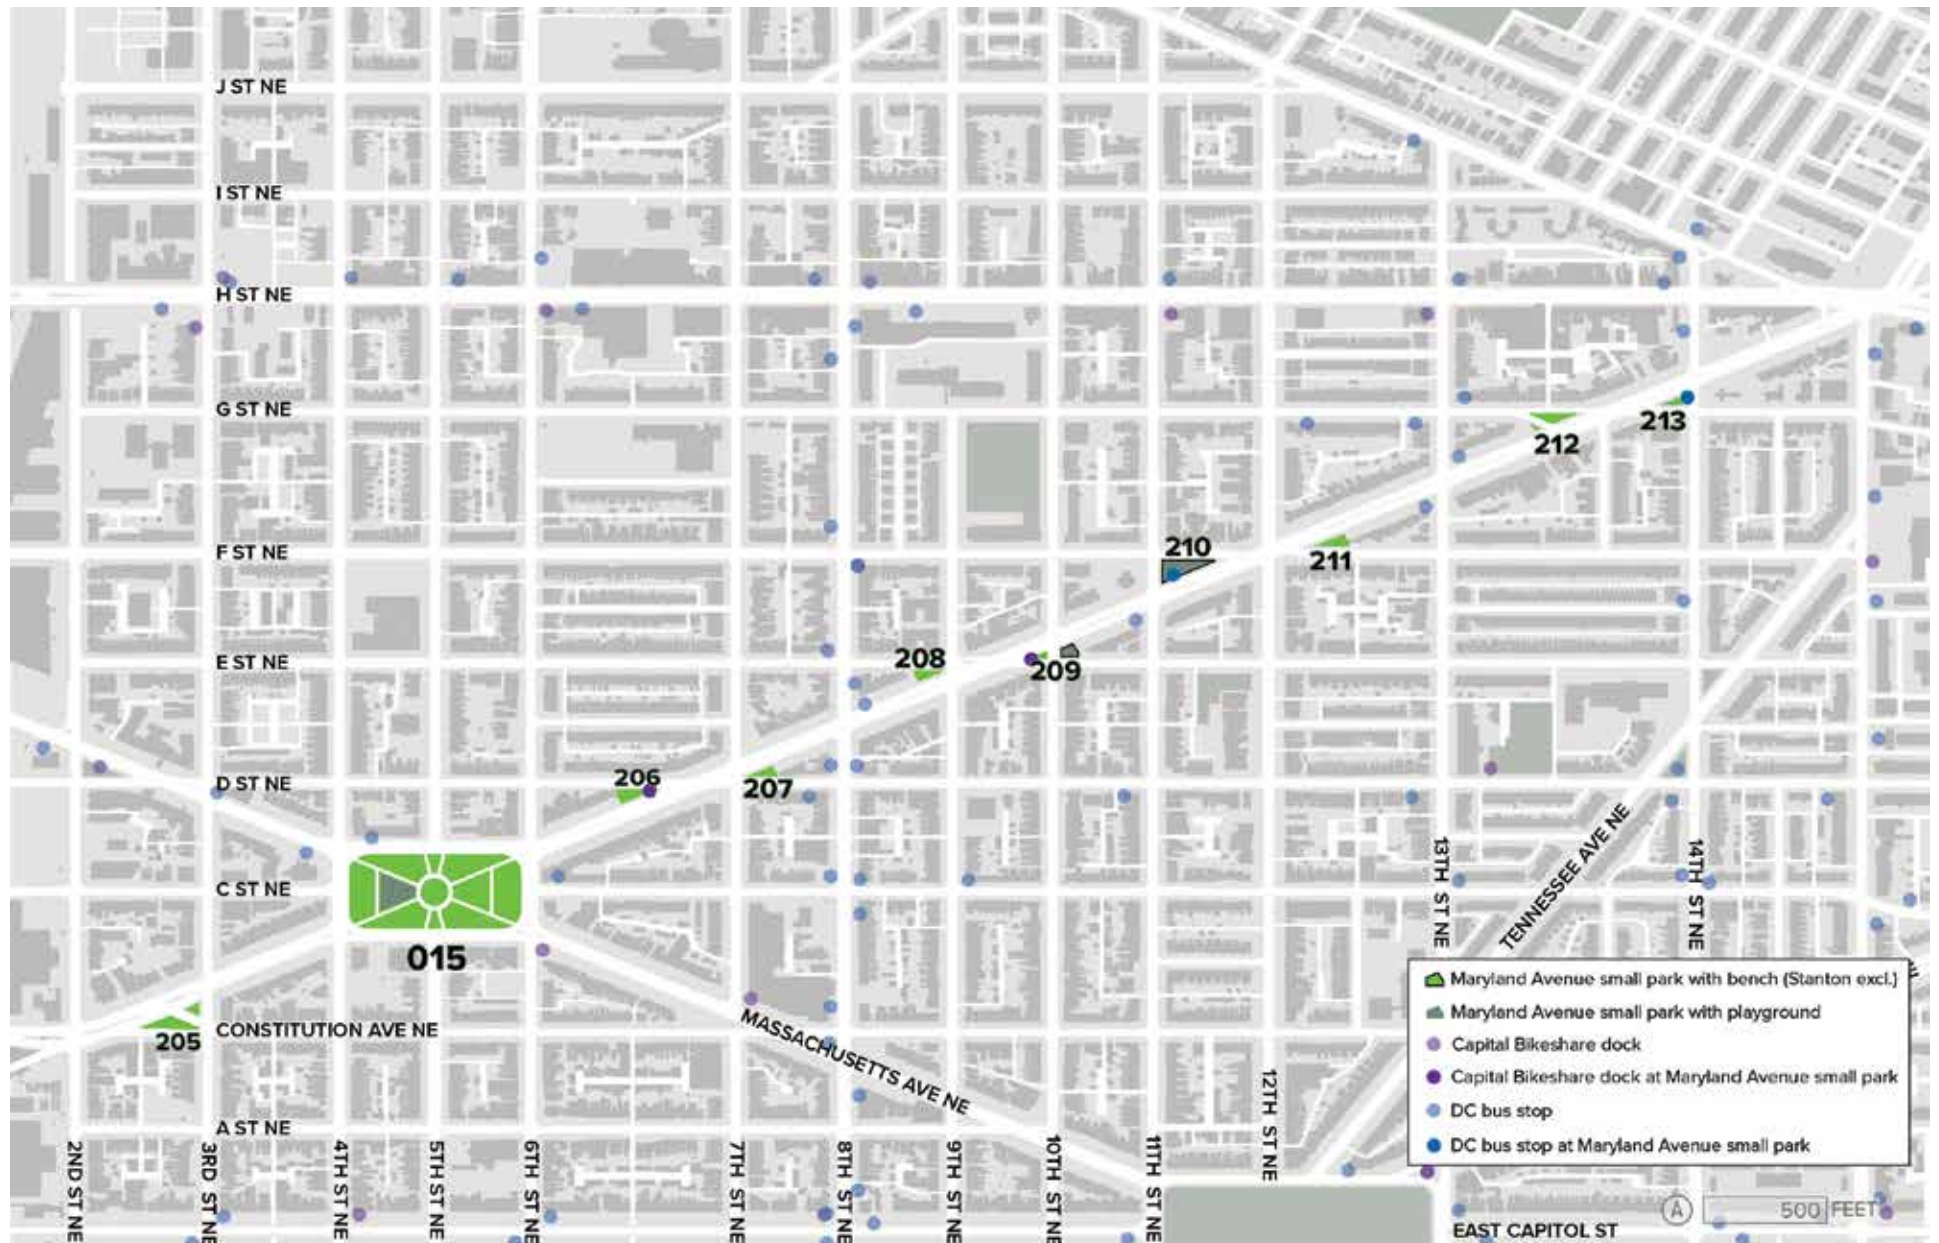 J ST NE
I ST NE
H ST NE
G ST NE
213
212
F ST NE
210
211
E ST NE
208
209
D ST NE
206
207
C ST NE
13TH ST NE
TENNESSEE AVE NE
14TH ST NE
015
205
CONSTITUTION AVE NE
MASSACHUSETTS AVE NE
Maryland Avenue small park with bench (Stanton excl.)
Maryland Avenue small park with playground
Capital Bikeshare dock
Capital Bikeshare dock at Maryland Avenue small park
DC bus stop
DC bus stop at Maryland Avenue small park
A ST NE
2ND ST NE
3RD ST NE
4TH ST NE
5TH ST NE
6TH ST NE
7TH ST NE
8TH ST NE
9TH ST NE
10TH ST NE
11TH ST NE
12TH ST NE
A
500 FEET
EAST CAPITOL ST